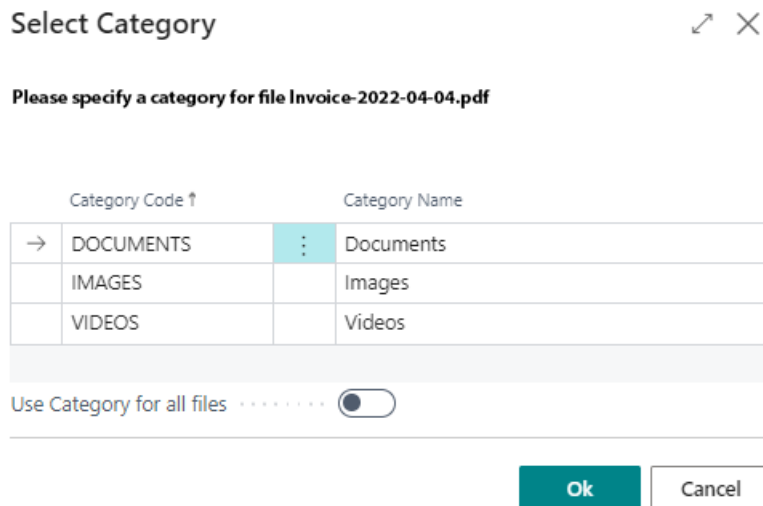 Select Category
Please specify a category for file Invoice-2022-04-04.pdf
Category Code ↑ Category Name
DOCUMENTS Documents
IMAGES Images
VIDEOS Videos
Use Category for all files
Ok Cancel